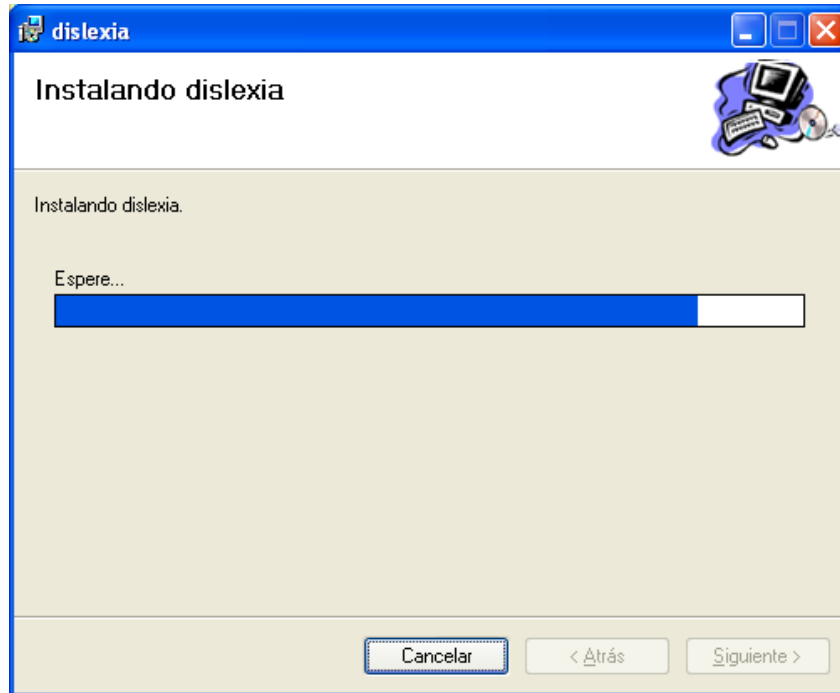 dislexia
Instalando dislexia
Instalando dislexia.
Espere...
Cancelar
< Atrás
Siguiente >